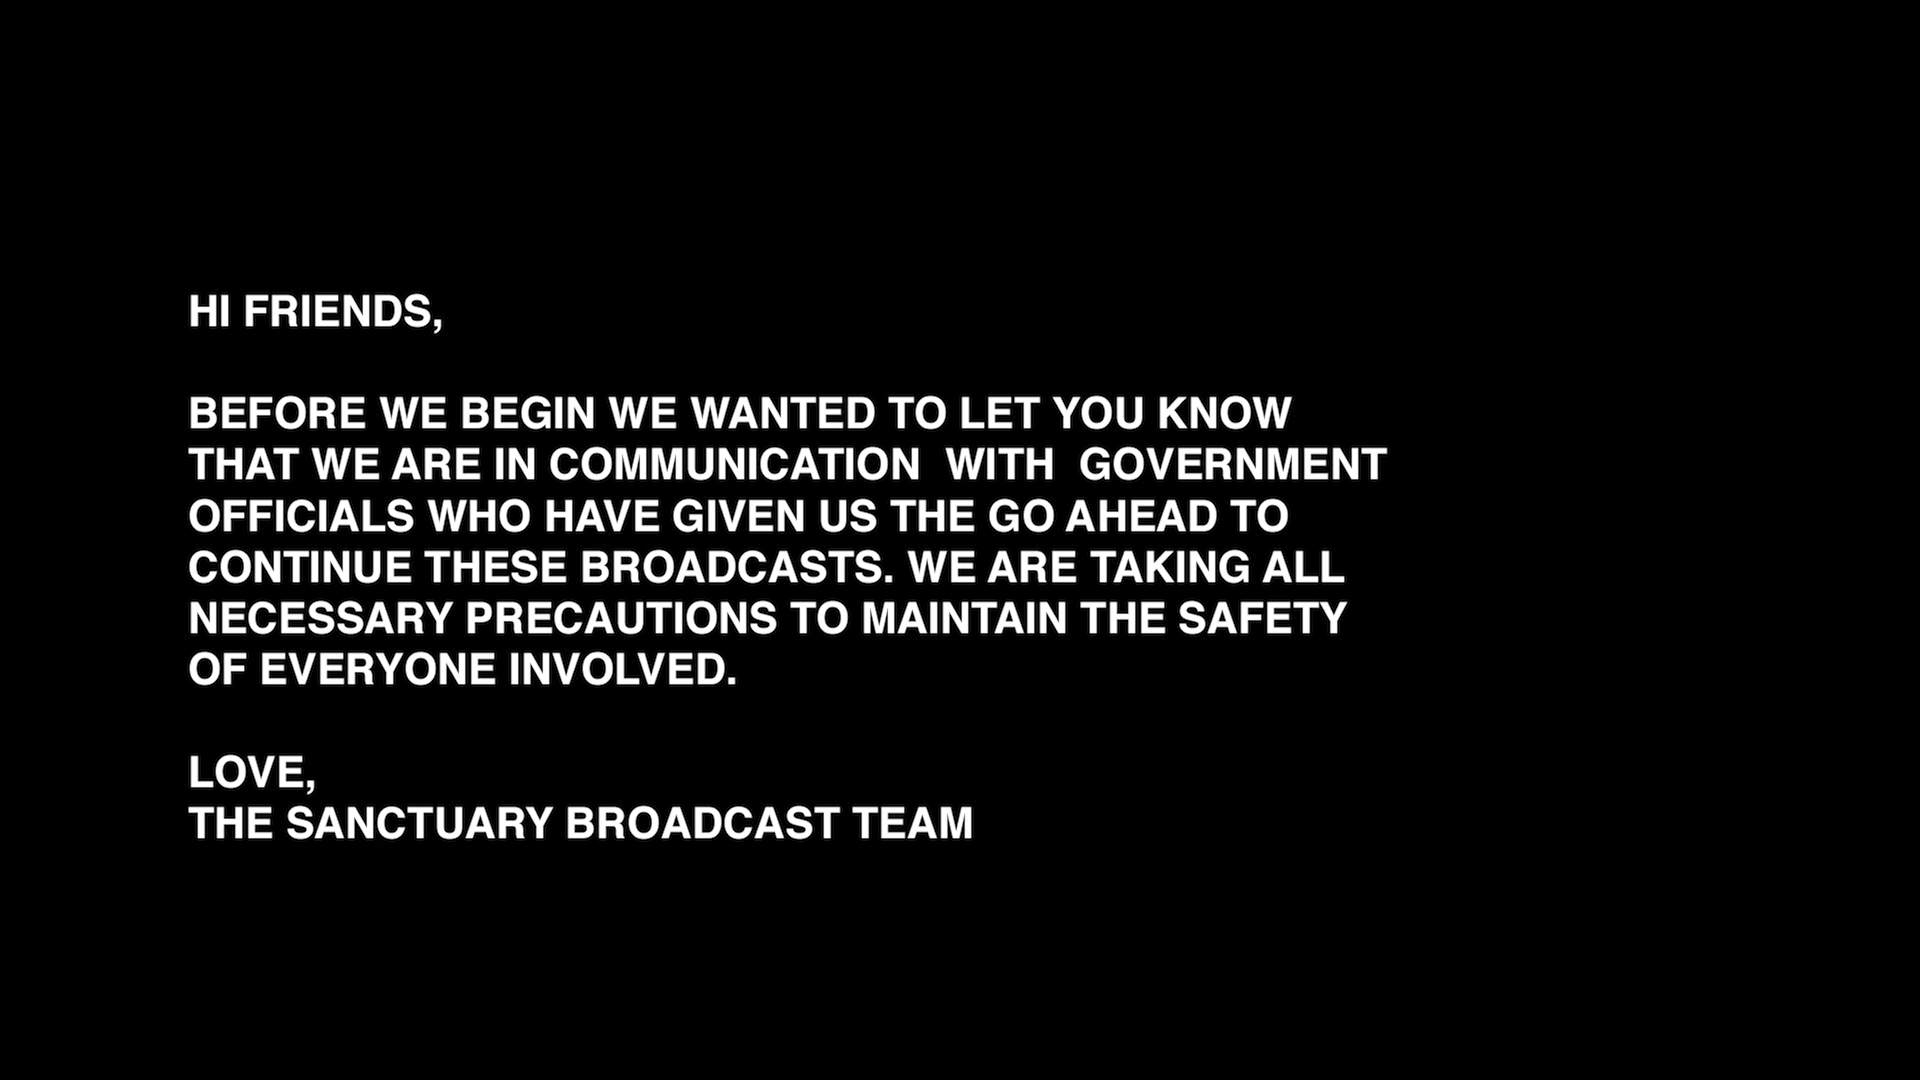 HI FRIENDS,
BEFORE WE BEGIN WE WANTED TO LET YOU KNOW
THAT WE ARE IN COMMUNICATION  WITH  GOVERNMENT
OFFICIALS WHO HAVE GIVEN US THE GO AHEAD TO
CONTINUE THESE BROADCASTS. WE ARE TAKING ALL
NECESSARY PRECAUTIONS TO MAINTAIN THE SAFETY
OF EVERYONE INVOLVED.
LOVE,
THE SANCTUARY BROADCAST TEAM